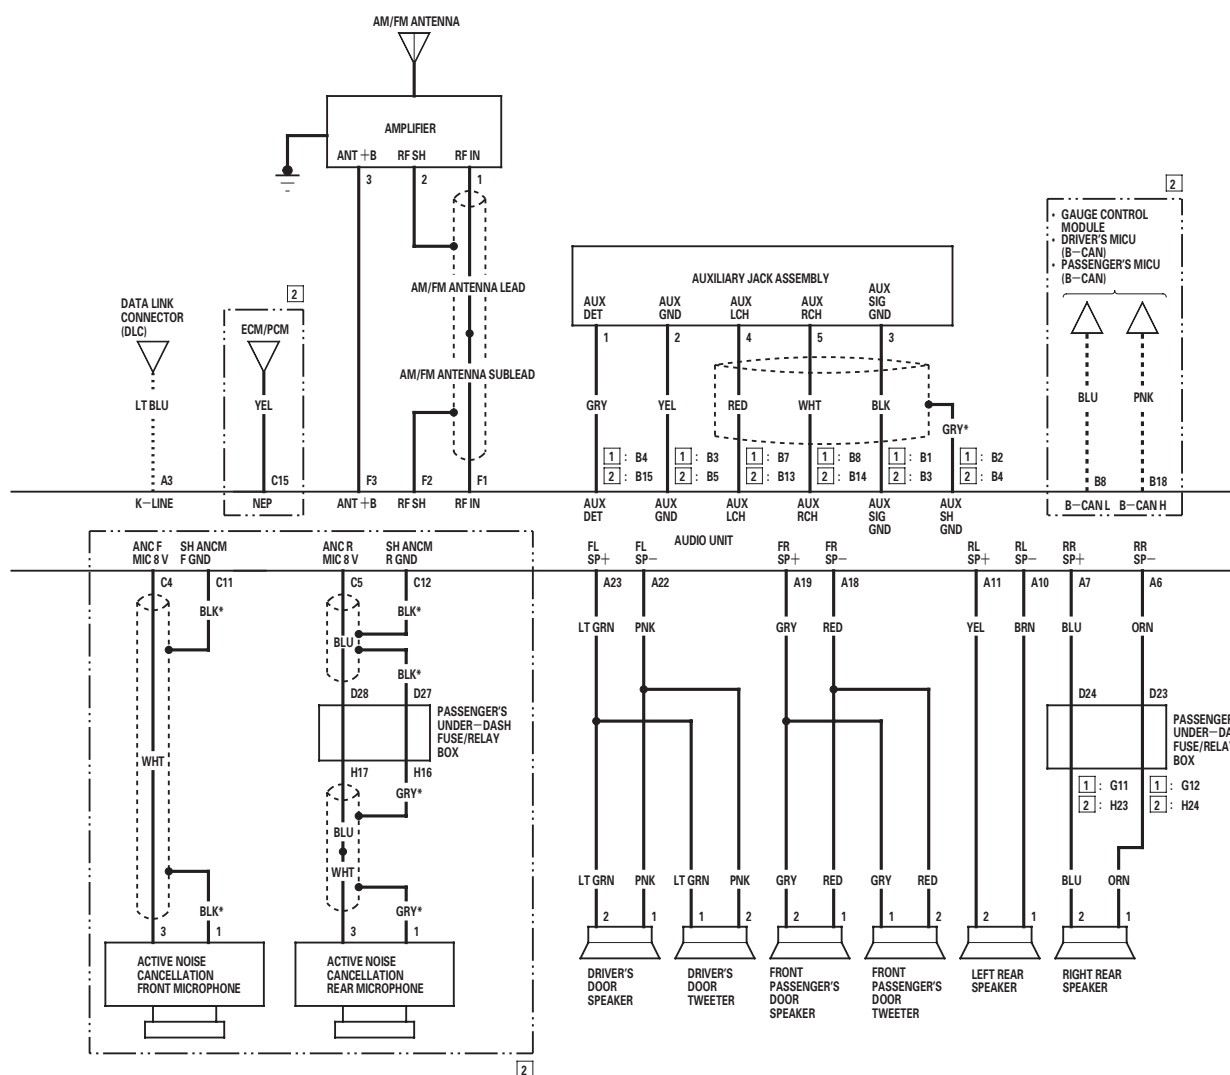 AM/FM ANTENNA
AMPLIFIER
ANT +B RF SH RF IN
3 2 1
2
• GAUGE CONTROL
MODULE
• DRIVER'S MICU
(B-CAN)
• PASSENGER'S MICU
(B-CAN)
AUXILIARY JACK ASSEMBLY
AUX
DET
AUX
GND
AUX
LCH
AUX
RCH
AUX
SIG
GND
1 2 4 5 3
AM/FM ANTENNA LEAD
DATA LINK
CONNECTOR
(DLC)
2
ECM/PCM
AM/FM ANTENNA SUBLEAD
LT BLU YEL
GRY YEL RED WHT BLK GRY*
BLU PNK
1 : B4 1 : B3 1 : B7 1 : B8 1 : B1 1 : B2
2 : B15 2 : B5 2 : B13 2 : B14 2 : B3 2 : B4
A3 C15 F3 F2 F1 B8 B18
K-LINE NEP ANT +B RF SH RF IN
AUX
DET
AUX
GND
AUX
LCH
AUX
RCH
AUX
SIG
GND
AUX
SH
GND
B-CAN L B-CAN H
AUDIO UNIT
ANC F
MIC 8 V
SH ANCM
F GND
ANC R
MIC 8 V
SH ANCM
R GND
FL
SP+
FL
SP-
FR
SP+
FR
SP-
RL
SP+
RL
SP-
RR
SP+
RR
SP-
C4 C11 C5 C12 A23 A22 A19 A18 A11 A10 A7 A6
BLK* BLK*
LT GRN PNK GRY RED YEL BRN BLU ORN
BLU
BLK*
D28 D27 D24 D23
PASSENGER'S
UNDER-DASH
FUSE/RELAY
BOX
PASSENGER
UNDER-DA
FUSE/RELAY
BOX
WHT
H17 H16
GRY*
1 : G11 1 : G12
2 : H23 2 : H24
BLU
WHT
LT GRN PNK LT GRN PNK GRY RED GRY RED BLU ORN
BLK* GRY*
3 1 3 1 2 1 1 2 2 1 1 2 2 1 2 1
ACTIVE NOISE
CANCELLATION
FRONT MICROPHONE
ACTIVE NOISE
CANCELLATION
REAR MICROPHONE
DRIVER'S
DOOR
SPEAKER
DRIVER'S
DOOR
TWEETER
FRONT
PASSENGER'S
DOOR
SPEAKER
FRONT
PASSENGER'S
DOOR
TWEETER
LEFT REAR
SPEAKER
RIGHT REAR
SPEAKER
2